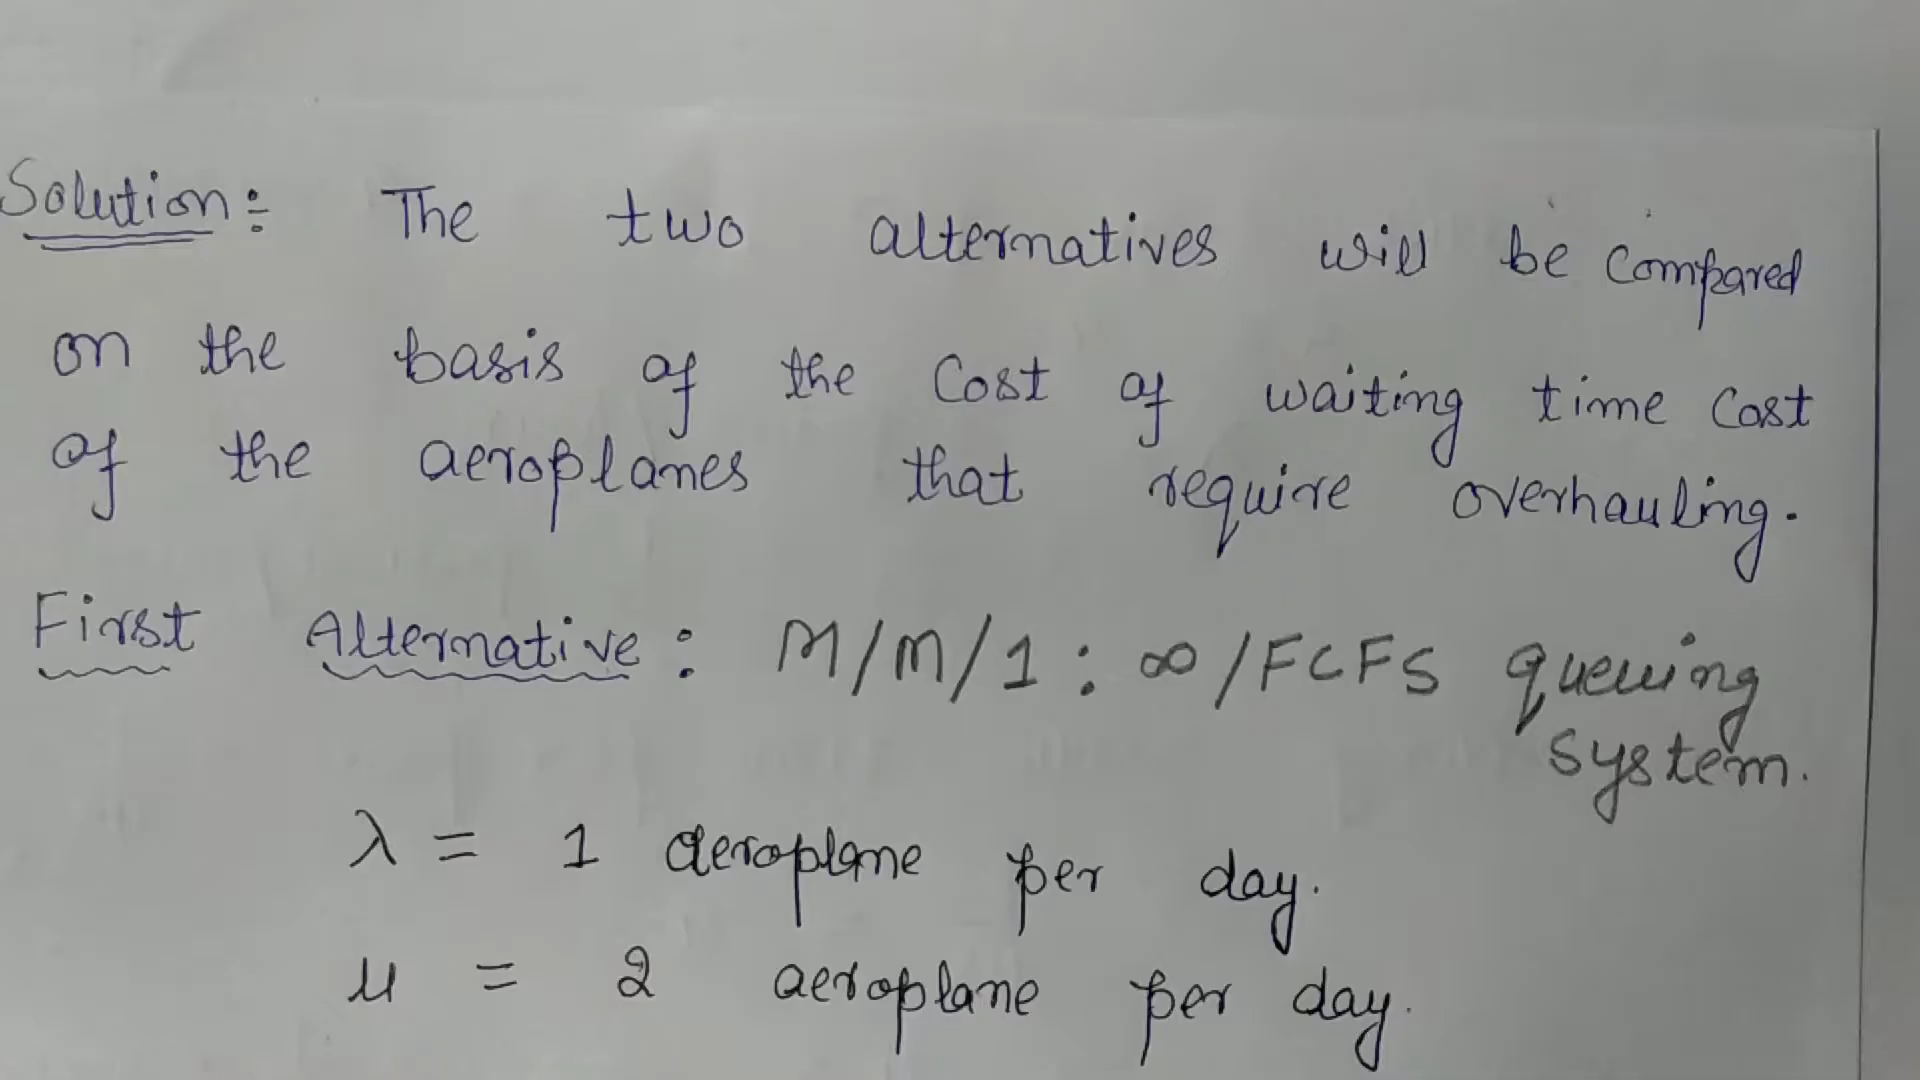 Solution: The two alternatives will be compared
on the basis of the Cost of waiting time Cost
of the aeroplanes that require overhauling.
First Alternative: M/M/1 : ∞/FCFS queuing
system.
λ = 1 aeroplane per day.
μ = 2 aeroplane per day.